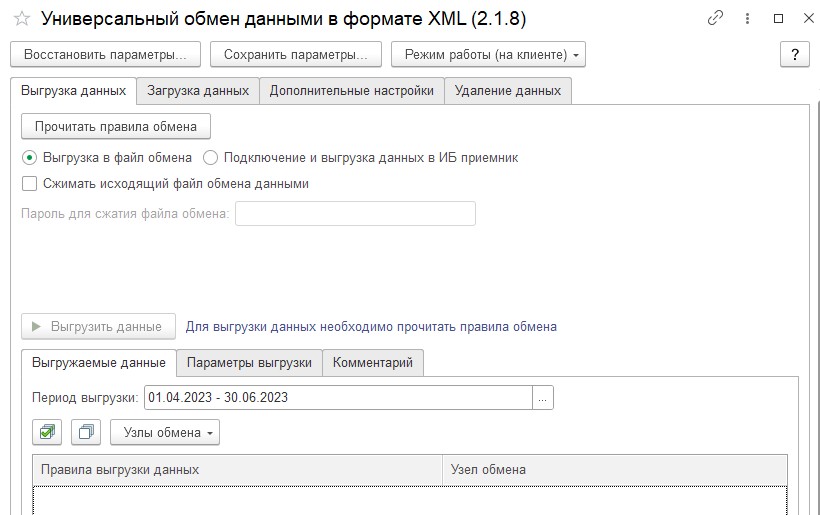 Универсальный обмен данными в формате XML (2.1.8)
Восстановить параметры... Сохранить параметры... Режим работы (на клиенте) ?
Выгрузка данных Загрузка данных Дополнительные настройки Удаление данных
Прочитать правила обмена
Выгрузка в файл обмена Подключение и выгрузка данных в ИБ приемник
Сжимать исходящий файл обмена данными
Пароль для сжатия файла обмена:
Выгрузить данные Для выгрузки данных необходимо прочитать правила обмена
Выгружаемые данные Параметры выгрузки Комментарий
Период выгрузки: 01.04.2023 - 30.06.2023 ...
Узлы обмена
Правила выгрузки данных Узел обмена